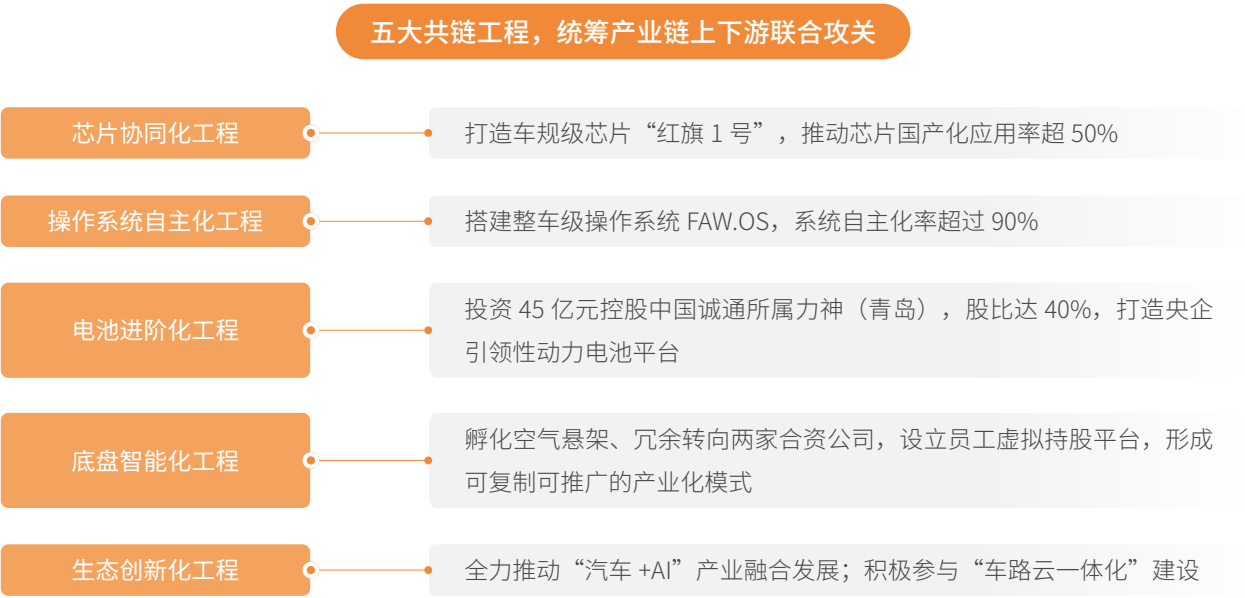 五大共链工程，统筹产业链上下游联合攻关
芯片协同化工程
打造车规级芯片“红旗 1 号”，推动芯片国产化应用率超 50%
操作系统自主化工程
搭建整车级操作系统 FAW.OS，系统自主化率超过 90%
电池进阶化工程
投资 45 亿元控股中国诚通所属力神（青岛），股比达 40%，打造央企
引领性动力电池平台
底盘智能化工程
孵化空气悬架、冗余转向两家合资公司，设立员工虚拟持股平台，形成
可复制可推广的产业化模式
生态创新化工程
全力推动“汽车 +AI”产业融合发展；积极参与“车路云一体化”建设